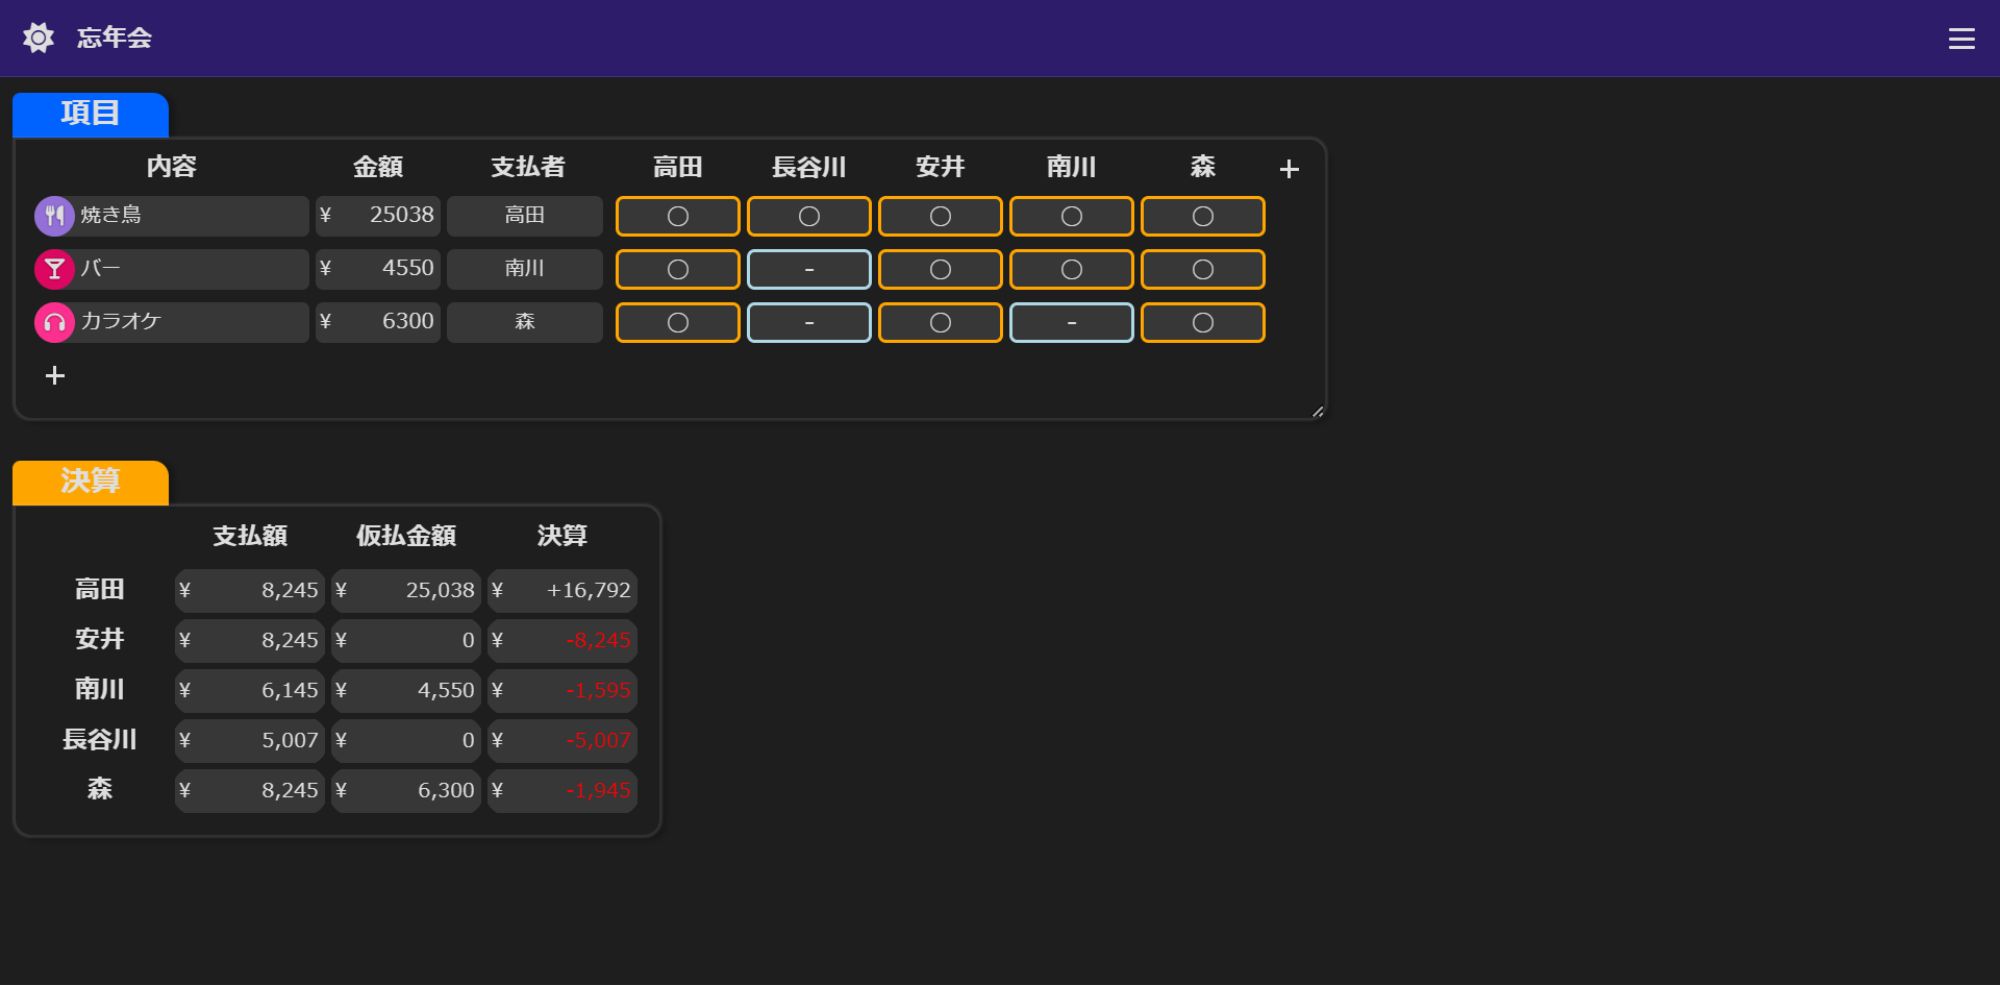 忘年会
項目
内容 金額 支払者 高田 長谷川 安井 南川 森 +
焼き鳥 ¥ 25038 高田 ○ ○ ○ ○ ○
バー ¥ 4550 南川 ○ - ○ ○ ○
カラオケ ¥ 6300 森 ○ - ○ - ○
+
決算
支払額 仮払金額 決算
高田 ¥ 8,245 ¥ 25,038 ¥ +16,792
安井 ¥ 8,245 ¥ 0 ¥ -8,245
南川 ¥ 6,145 ¥ 4,550 ¥ -1,595
長谷川 ¥ 5,007 ¥ 0 ¥ -5,007
森 ¥ 8,245 ¥ 6,300 ¥ -1,945